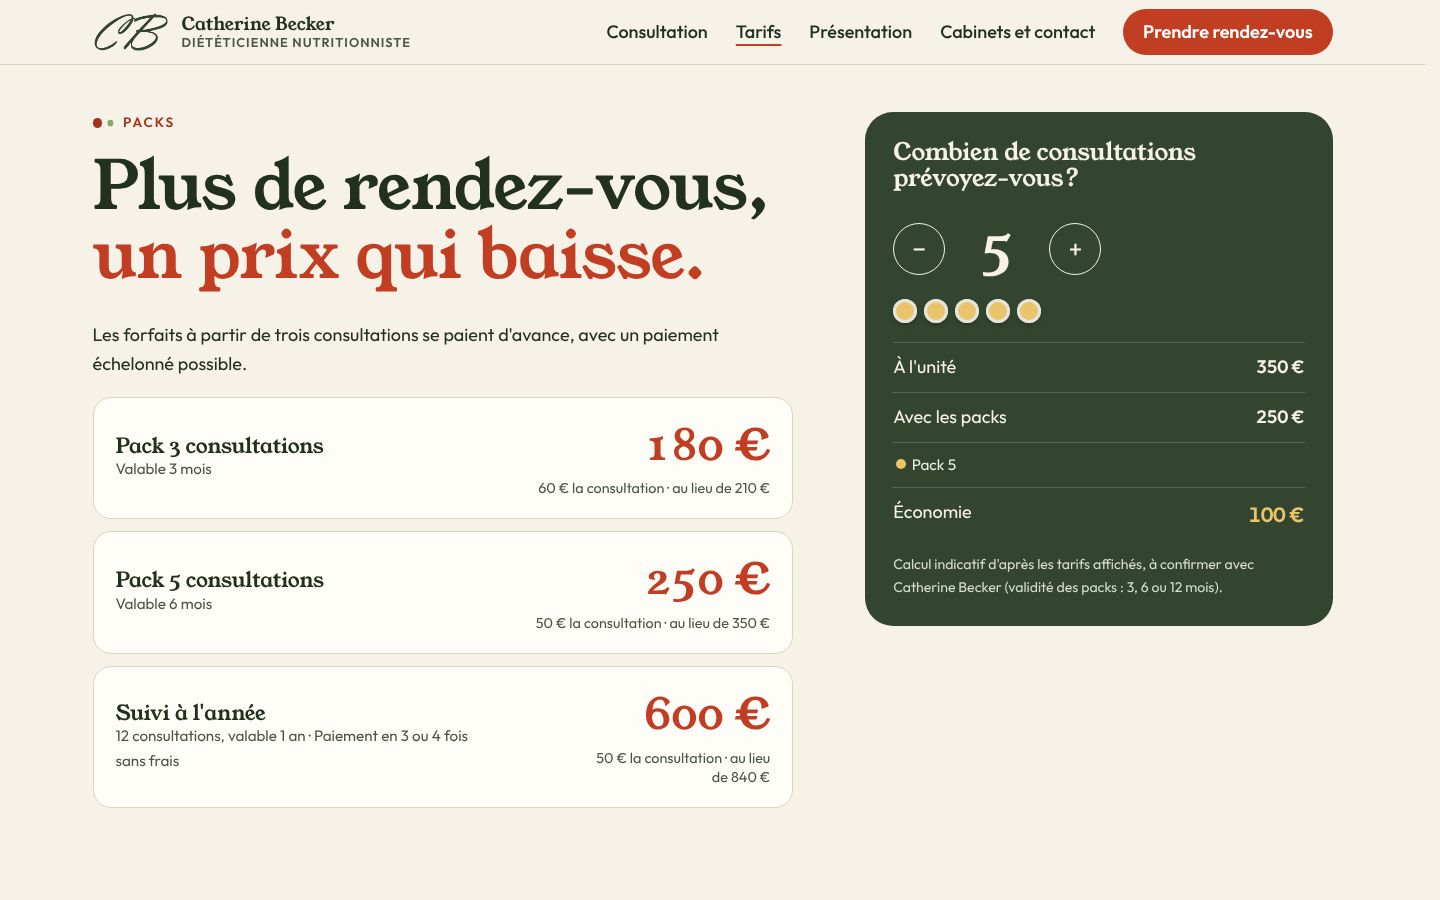 CB
Catherine Becker
DIÉTÉTICIENNE NUTRITIONNISTE
Consultation
Tarifs
Présentation
Cabinets et contact
Prendre rendez-vous
PACKS
Plus de rendez-vous,
un prix qui baisse.
Les forfaits à partir de trois consultations se paient d'avance, avec un paiement
échelonné possible.
Pack 3 consultations
Valable 3 mois
180 €
60 € la consultation · au lieu de 210 €
Pack 5 consultations
Valable 6 mois
250 €
50 € la consultation · au lieu de 350 €
Suivi à l'année
12 consultations, valable 1 an · Paiement en 3 ou 4 fois
sans frais
600 €
50 € la consultation · au lieu
de 840 €
Combien de consultations
prévoyez-vous ?
− 5 +
À l'unité 350 €
Avec les packs 250 €
Pack 5
Économie 100 €
Calcul indicatif d'après les tarifs affichés, à confirmer avec
Catherine Becker (validité des packs : 3, 6 ou 12 mois).